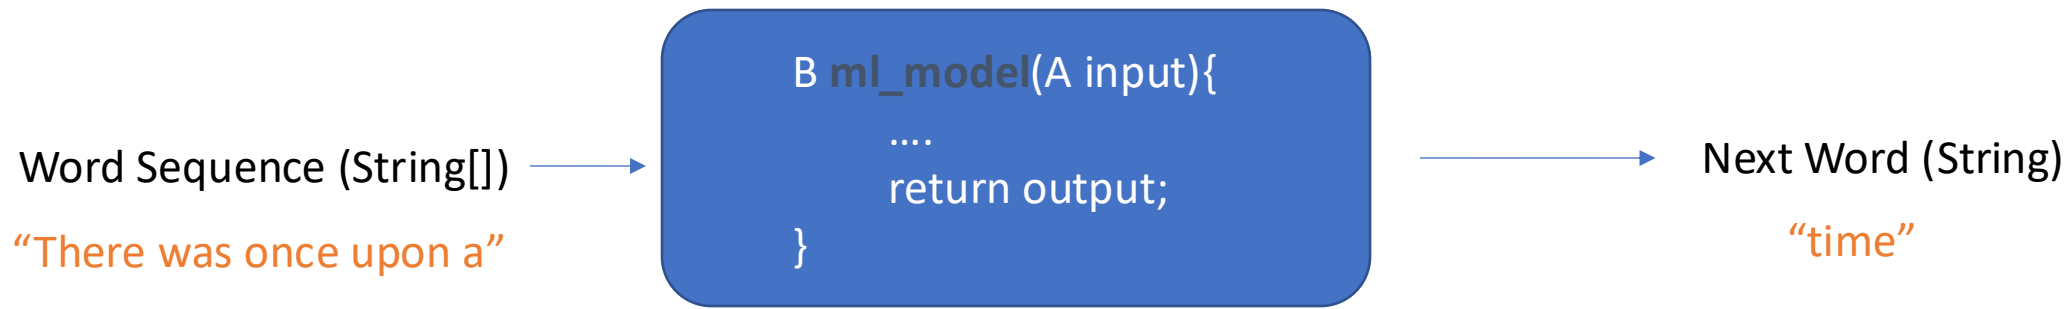 Word Sequence (String[])
“There was once upon a”
B ml_model(A input){
....
return output;
}
Next Word (String)
“time”